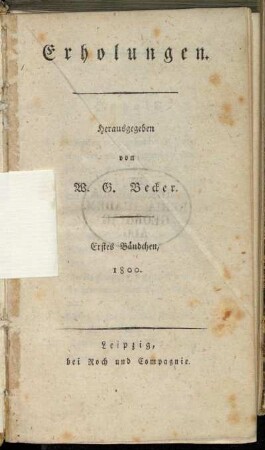 Erholungen.
Herausgegeben
von
W. G. Becker.
Erstes Bändchen,
1800.
Leipzig,
bei Roch und Compagnie.